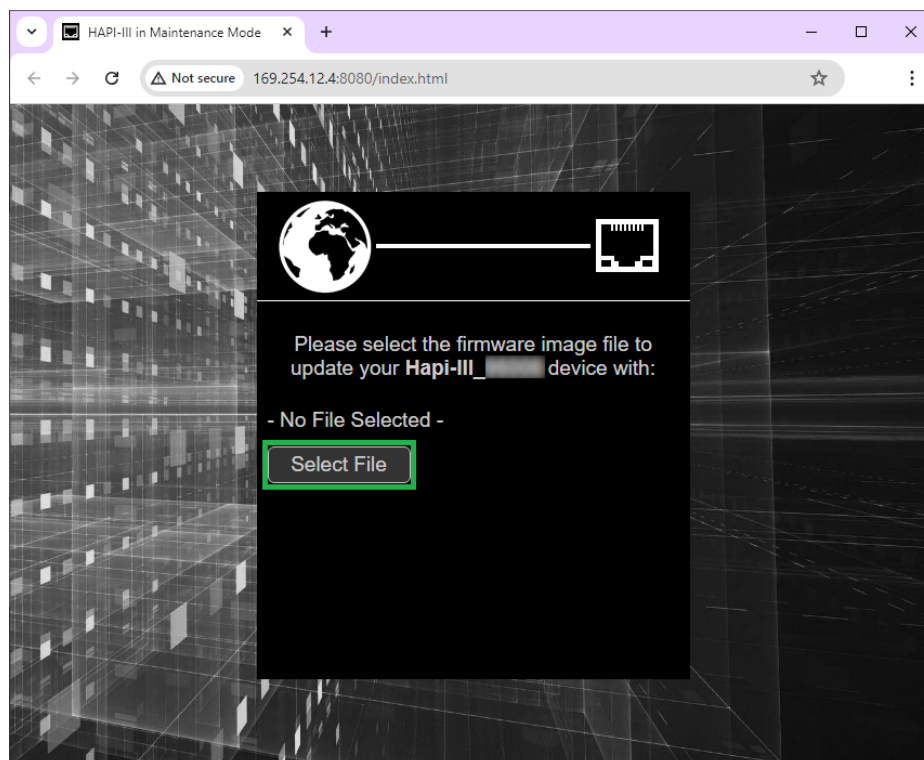 HAPI-III in Maintenance Mode
Not secure 169.254.12.4:8080/index.html
Please select the firmware image file to
update your Hapi-III_ device with:
- No File Selected -
Select File